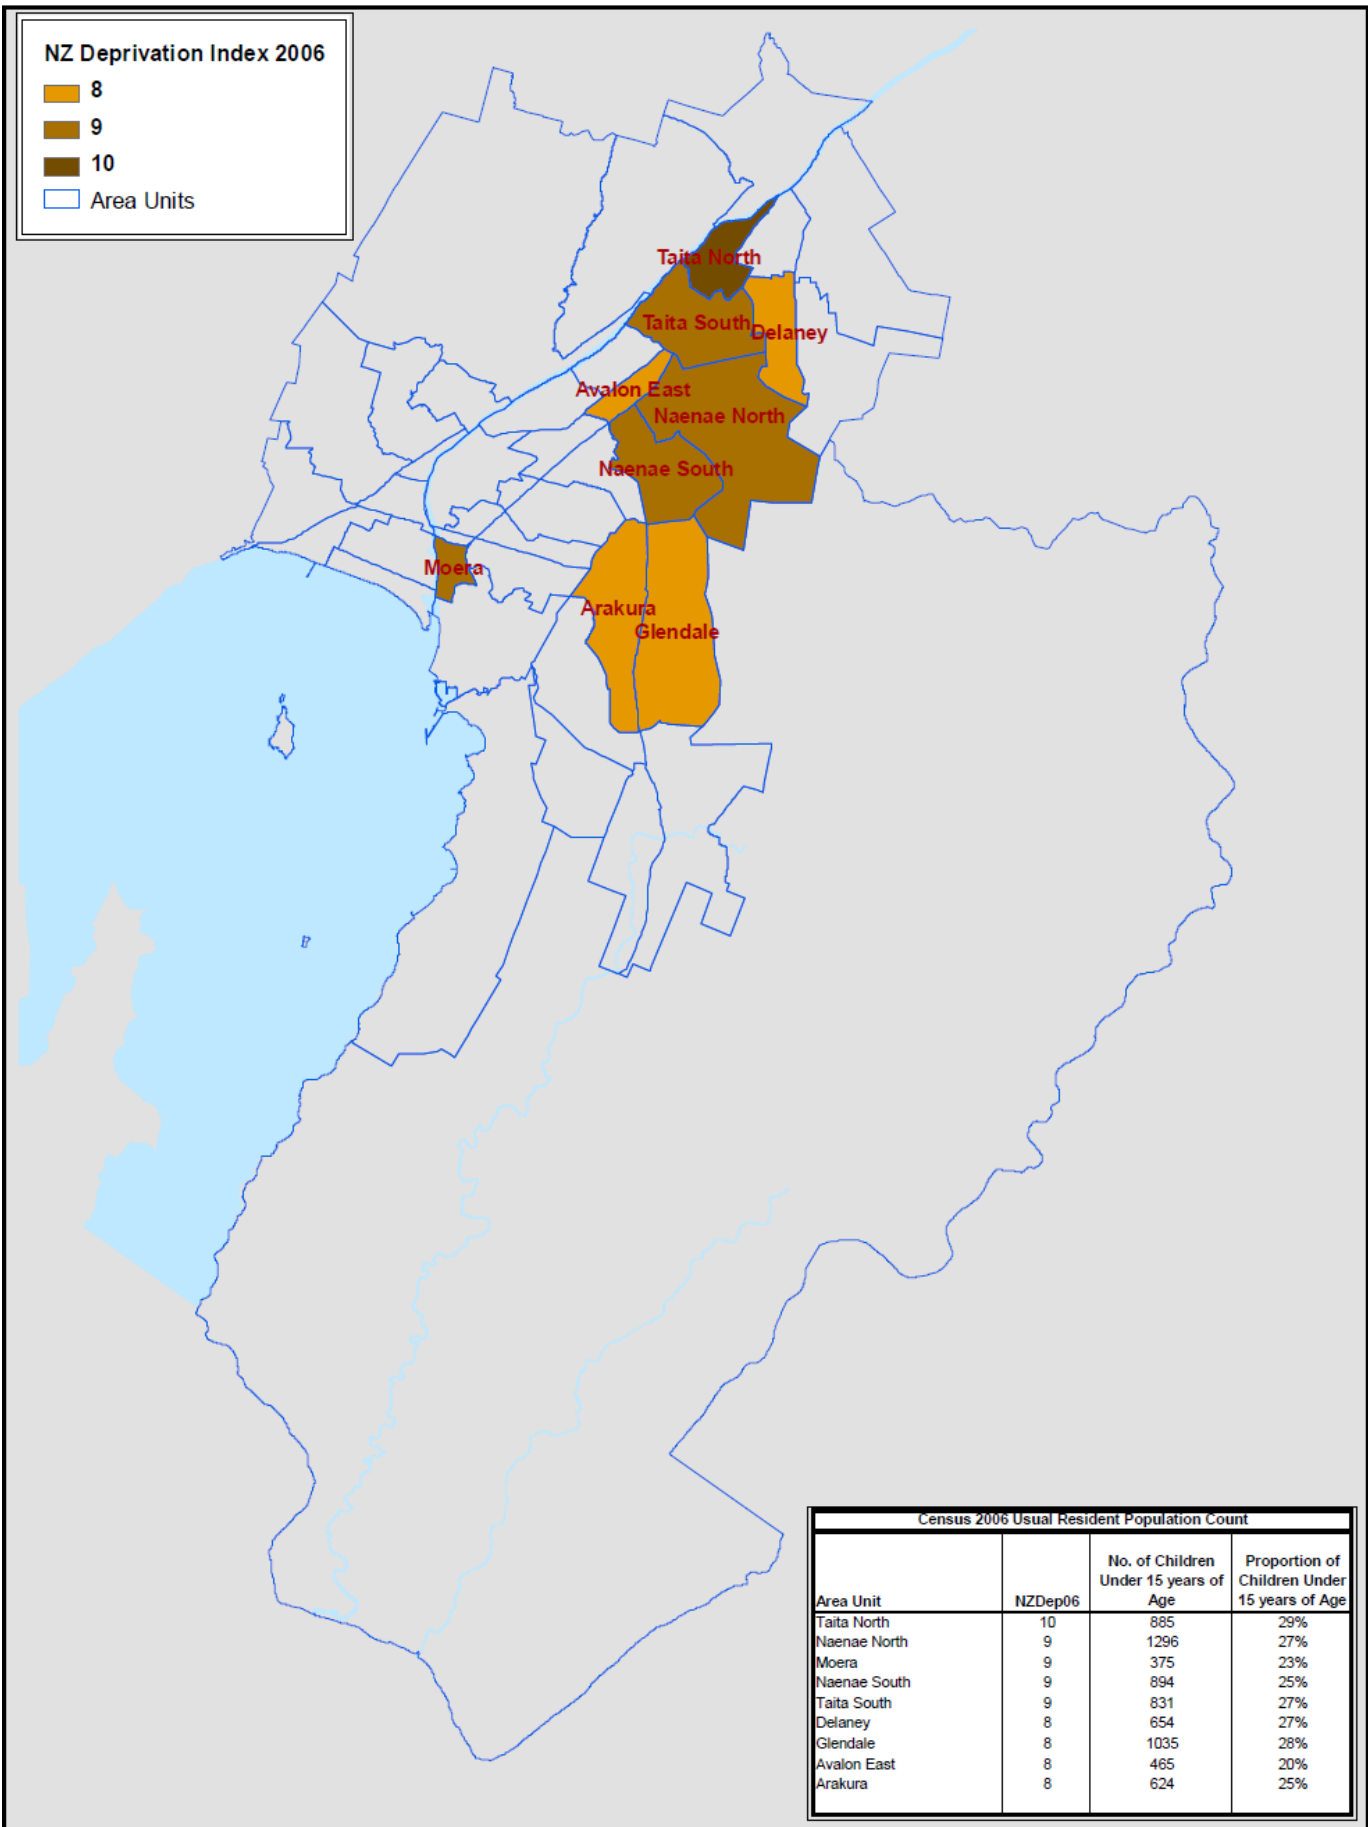 NZ Deprivation Index 2006
8
9
10
Area Units
Taita North
Taita South
Delaney
Avalon East
Naenae North
Naenae South
Moera
Arakura
Glendale
Census 2006 Usual Resident Population Count
Area Unit NZDep06 No. of Children Under 15 years of Age Proportion of Children Under 15 years of Age
Taita North 10 885 29%
Naenae North 9 1296 27%
Moera 9 375 23%
Naenae South 9 894 25%
Taita South 9 831 27%
Delaney 8 654 27%
Glendale 8 1035 28%
Avalon East 8 465 20%
Arakura 8 624 25%